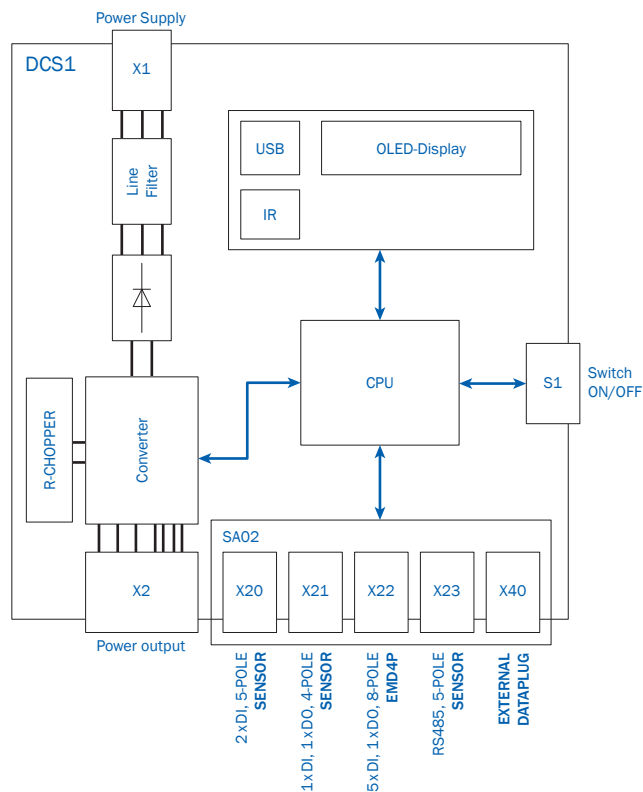 Power Supply
DCS1
X1
Line
Filter
USB
OLED-Display
IR
CPU
S1
Switch
ON/OFF
R-CHOPPER
Converter
SA02
X2
X20
X21
X22
X23
X40
Power output
2 x DI, 5-POLE
SENSOR
1 x DI, 1 x DO, 4-POLE
SENSOR
5 x DI, 1 x DO, 8-POLE
EMD4P
RS485, 5-POLE
SENSOR
EXTERNAL
DATAPLUG